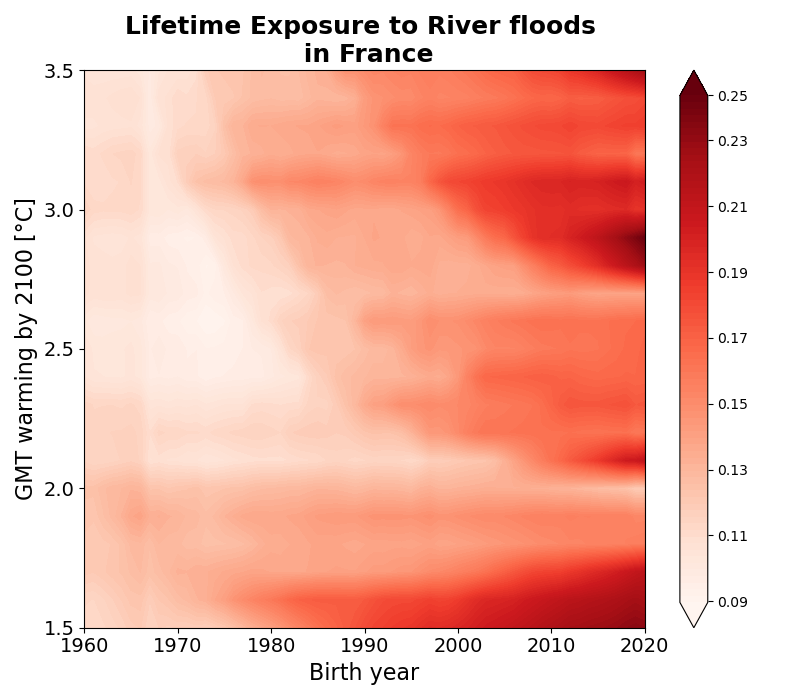 Lifetime Exposure to River floods
in France
GMT warming by 2100 [°C]
3.5
3.0
2.5
2.0
1.5
1960 1970 1980 1990 2000 2010 2020
Birth year
0.25
0.23
0.21
0.19
0.17
0.15
0.13
0.11
0.09